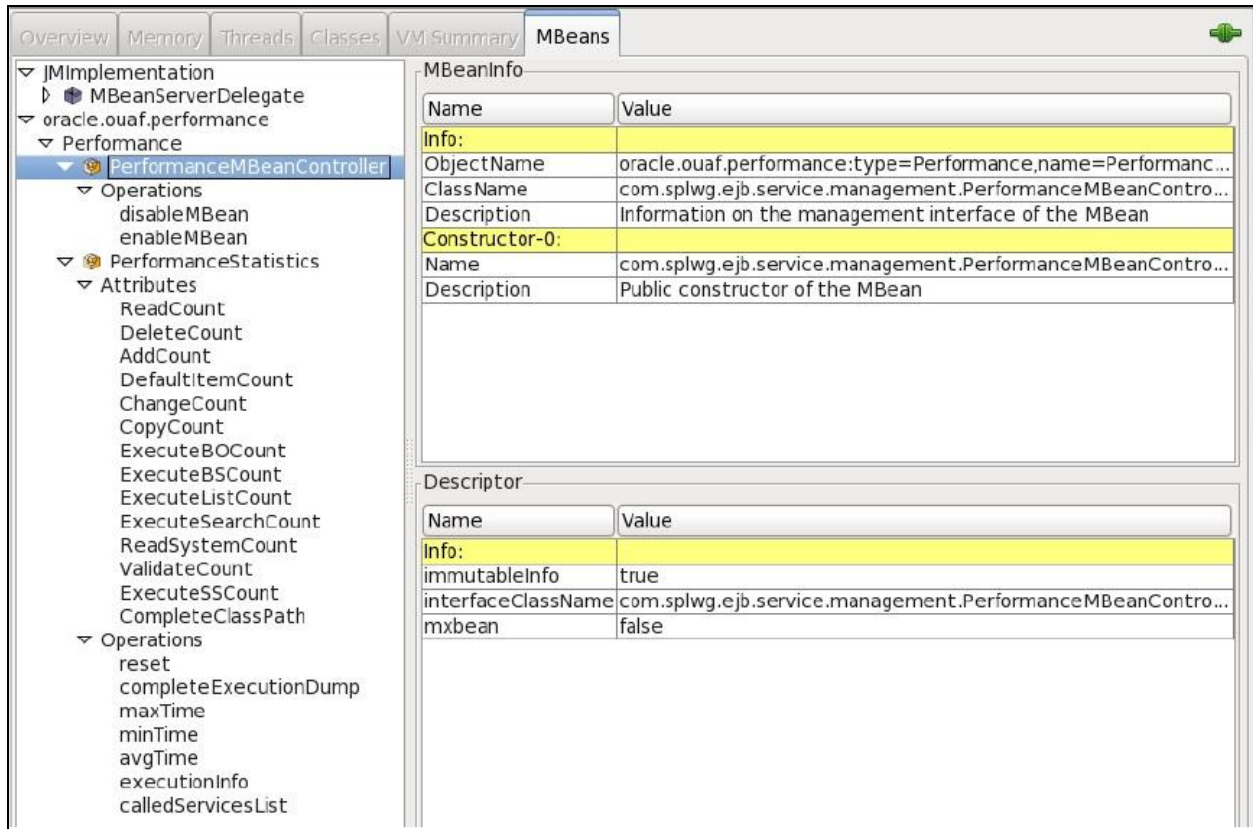 Overview Memory Threads Classes VM Summary MBeans
JMImplementation
MBeanServerDelegate
oracle.ouaf.performance
Performance
PerformanceMBeanController
Operations
disableMBean
enableMBean
PerformanceStatistics
Attributes
ReadCount
DeleteCount
AddCount
DefaultItemCount
ChangeCount
CopyCount
ExecuteBOCount
ExecuteBSCount
ExecuteListCount
ExecuteSearchCount
ReadSystemCount
ValidateCount
ExecuteSSCount
CompleteClassPath
Operations
reset
completeExecutionDump
maxTime
minTime
avgTime
executionInfo
calledServicesList
MBeanInfo
Name Value
Info:
ObjectName oracle.ouaf.performance:type=Performance,name=Performanc...
ClassName com.splwg.ejb.service.management.PerformanceMBeanContro...
Description Information on the management interface of the MBean
Constructor-0:
Name com.splwg.ejb.service.management.PerformanceMBeanContro...
Description Public constructor of the MBean
Descriptor
Name Value
Info:
immutableInfo true
interfaceClassName com.splwg.ejb.service.management.PerformanceMBeanContro...
mxbean false